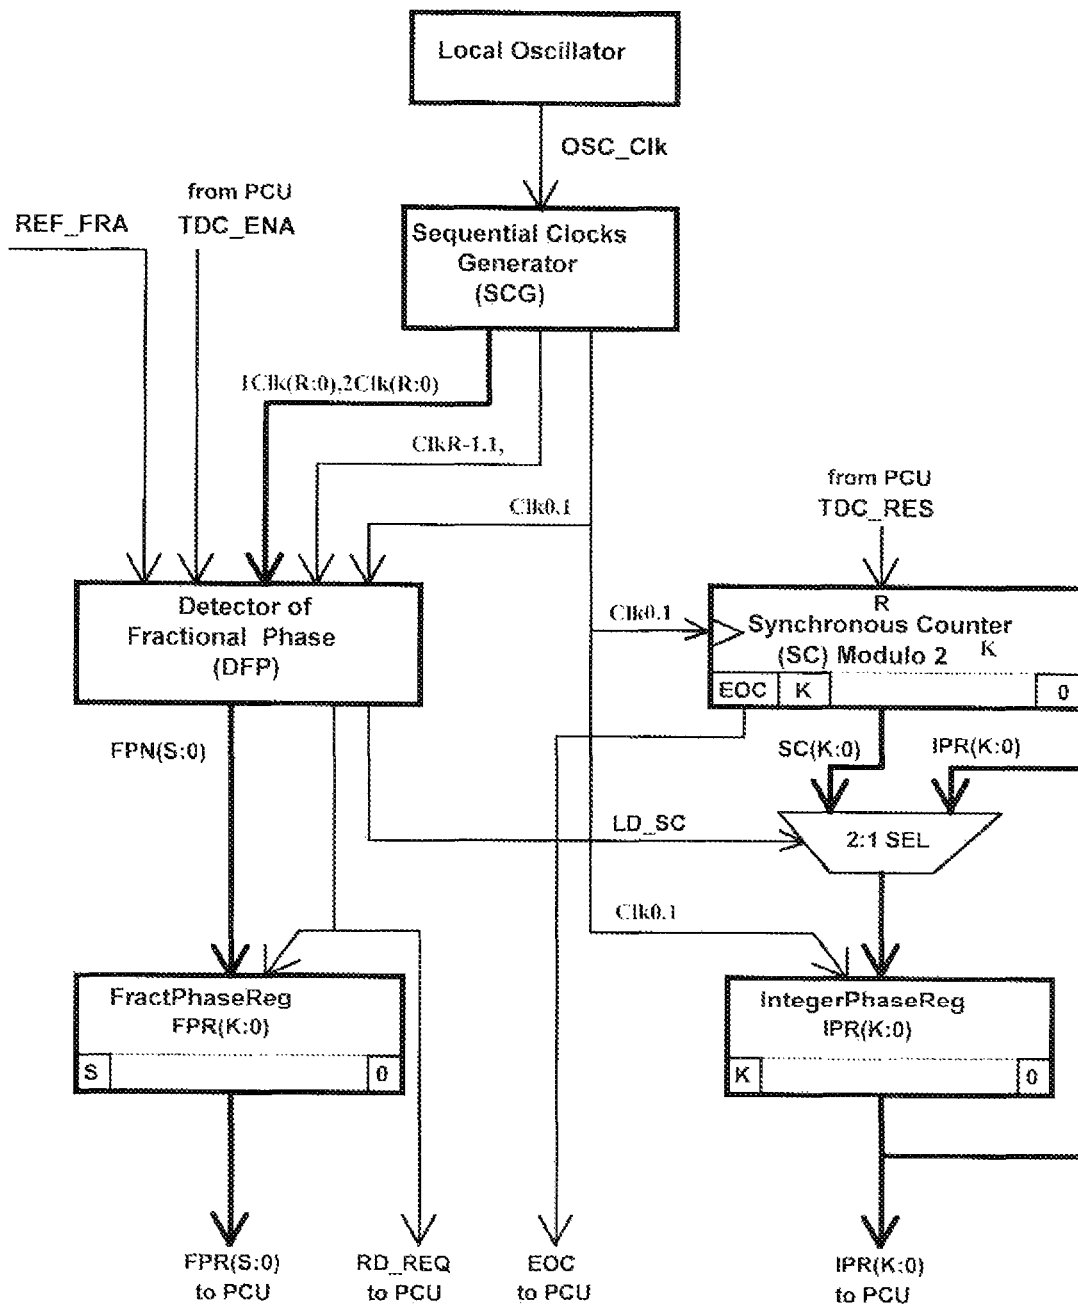 Local Oscillator
OSC_Clk
from PCU
REF_FRA
TDC_ENA
Sequential Clocks
Generator
(SCG)
1Clk(R:0),2Clk(R:0)
ClkR-1.1,
Clk0.1
from PCU
TDC_RES
Detector of
Fractional Phase
(DFP)
Clk0.1
R
Synchronous Counter
(SC) Modulo 2 K
EOC
K
0
FPN(S:0)
SC(K:0)
IPR(K:0)
LD_SC
2:1 SEL
Clk0.1
FractPhaseReg
FPR(K:0)
S
0
IntegerPhaseReg
IPR(K:0)
K
0
FPR(S:0)
to PCU
RD_REQ
to PCU
EOC
to PCU
IPR(K:0)
to PCU